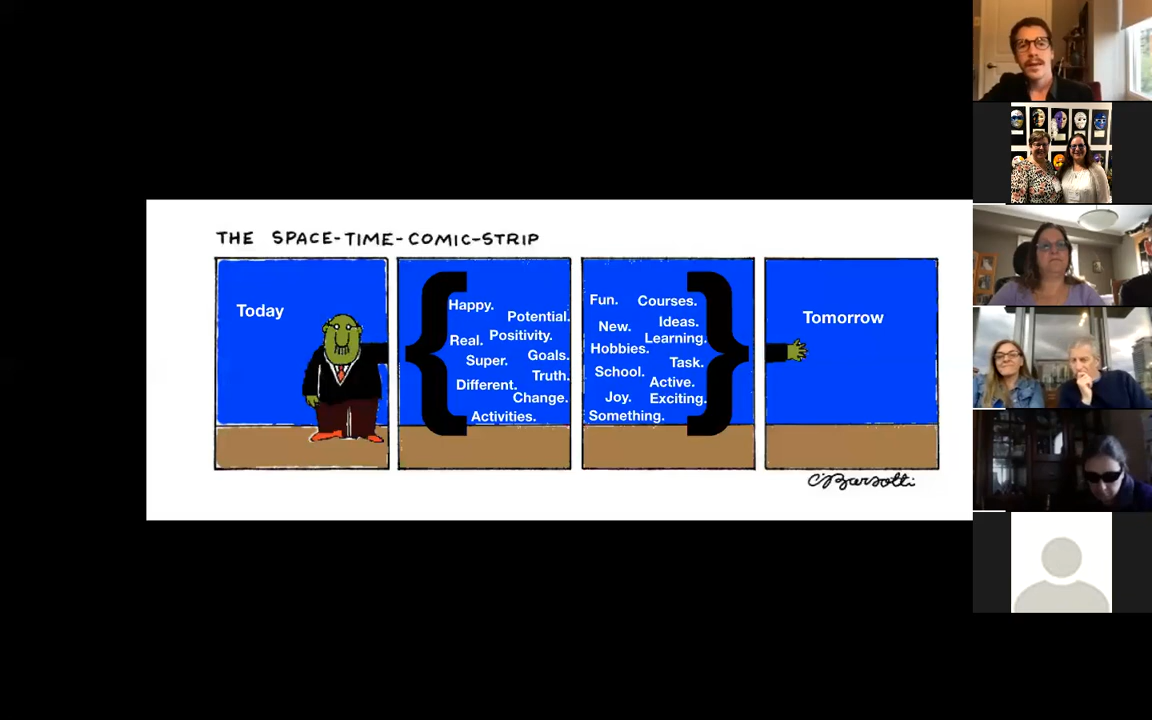 THE SPACE-TIME-COMIC-STRIP
Today
Happy.
Potential.
Real. Positivity.
Super. Goals.
Truth.
Different.
Change.
Activities.
Fun. Courses.
New. Ideas.
Learning.
Hobbies.
Task.
School.
Active.
Joy. Exciting.
Something.
Tomorrow
C. Barsotti